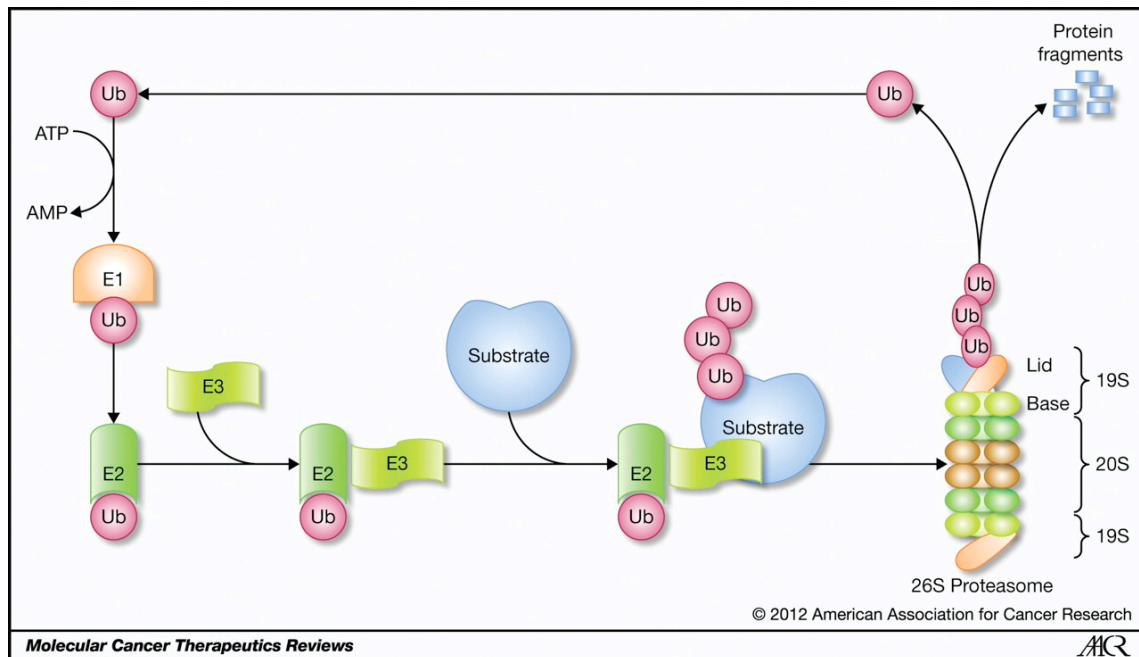 Protein
fragments
Ub
Ub
ATP
AMP
E1
Ub
Ub
Ub
Ub
Ub
Ub
Ub
Substrate
Substrate
Lid
Base
19S
20S
19S
E3
E2
Ub
E2
E3
Ub
E2
E3
Ub
26S Proteasome
© 2012 American Association for Cancer Research
Molecular Cancer Therapeutics Reviews
AACR